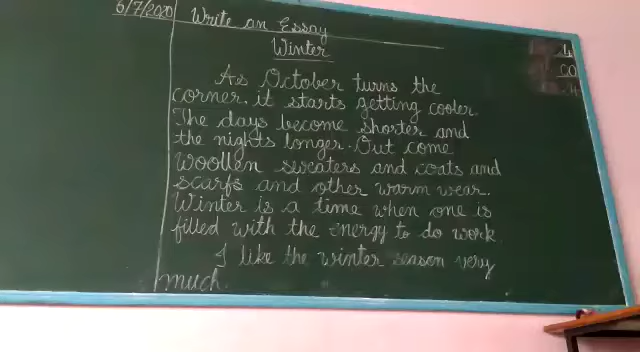 6/7/2020 Write an Essay
Winter
As October turns the
corner, it starts getting cooler.
The days become shorter and
the nights longer. Out come
woollen sweaters and coats and
scarfs and other warm wear.
Winter is a time when one is
filled with the energy to do work
I like the winter season very
much.